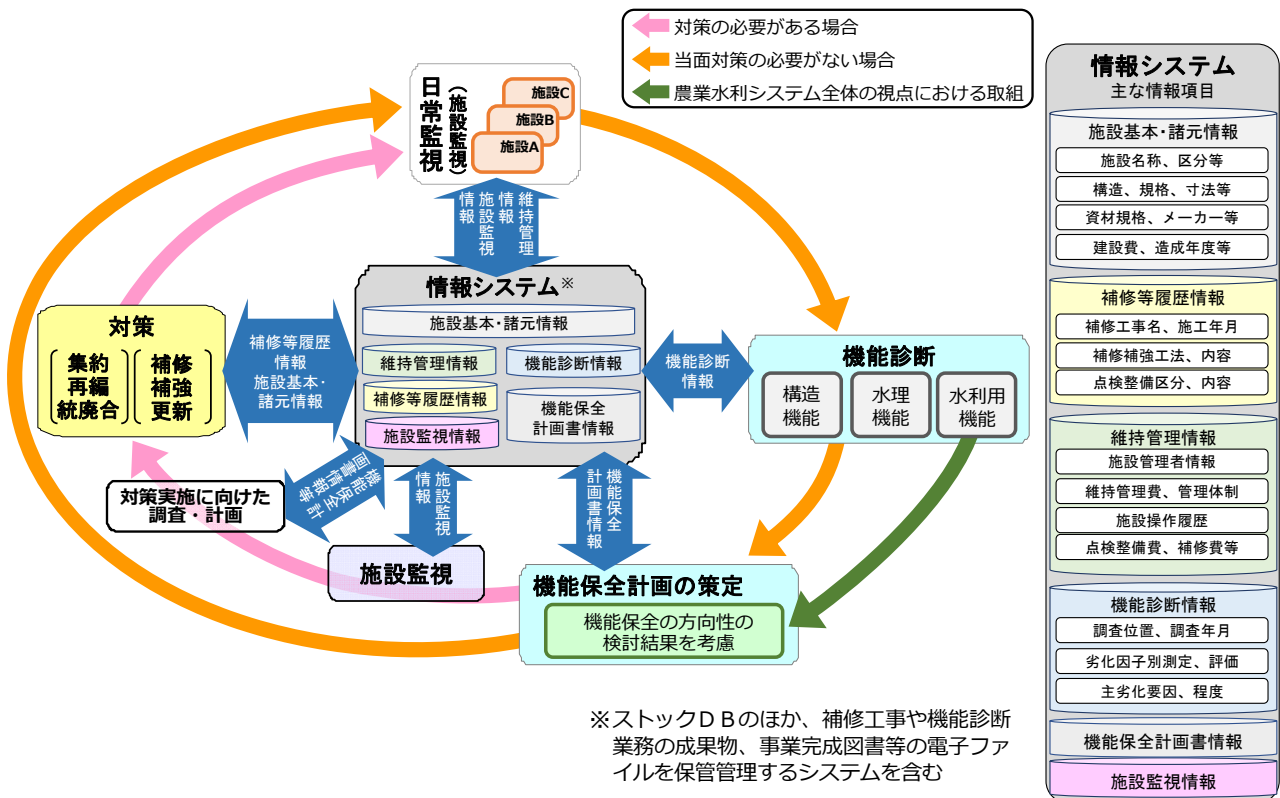 対策の必要がある場合
当面対策の必要がない場合
農業水利システム全体の視点における取組
日常監視
（施設監視）
施設C
施設B
施設A
維持管理
情報
施設監視
情報
情報システム※
施設基本・諸元情報
維持管理情報
補修等履歴情報
施設監視情報
機能診断情報
機能保全
計画書情報
対策
集約
再編
統廃合
補修
補強
更新
補修等履歴
情報
施設基本・
諸元情報
機能診断
情報
機能診断
構造
機能
水理
機能
水利用
機能
機能保全計
画書情報等
施設監視
情報
機能保全
計画書情報
対策実施に向けた
調査・計画
施設監視
機能保全計画の策定
機能保全の方向性の
検討結果を考慮
※ストックＤＢのほか、補修工事や機能診断
業務の成果物、事業完成図書等の電子ファ
イルを保管管理するシステムを含む
情報システム
主な情報項目
施設基本・諸元情報
施設名称、区分等
構造、規格、寸法等
資材規格、メーカー等
建設費、造成年度等
補修等履歴情報
補修工事名、施工年月
補修補強工法、内容
点検整備区分、内容
維持管理情報
施設管理者情報
維持管理費、管理体制
施設操作履歴
点検整備費、補修費等
機能診断情報
調査位置、調査年月
劣化因子別測定、評価
主劣化要因、程度
機能保全計画書情報
施設監視情報